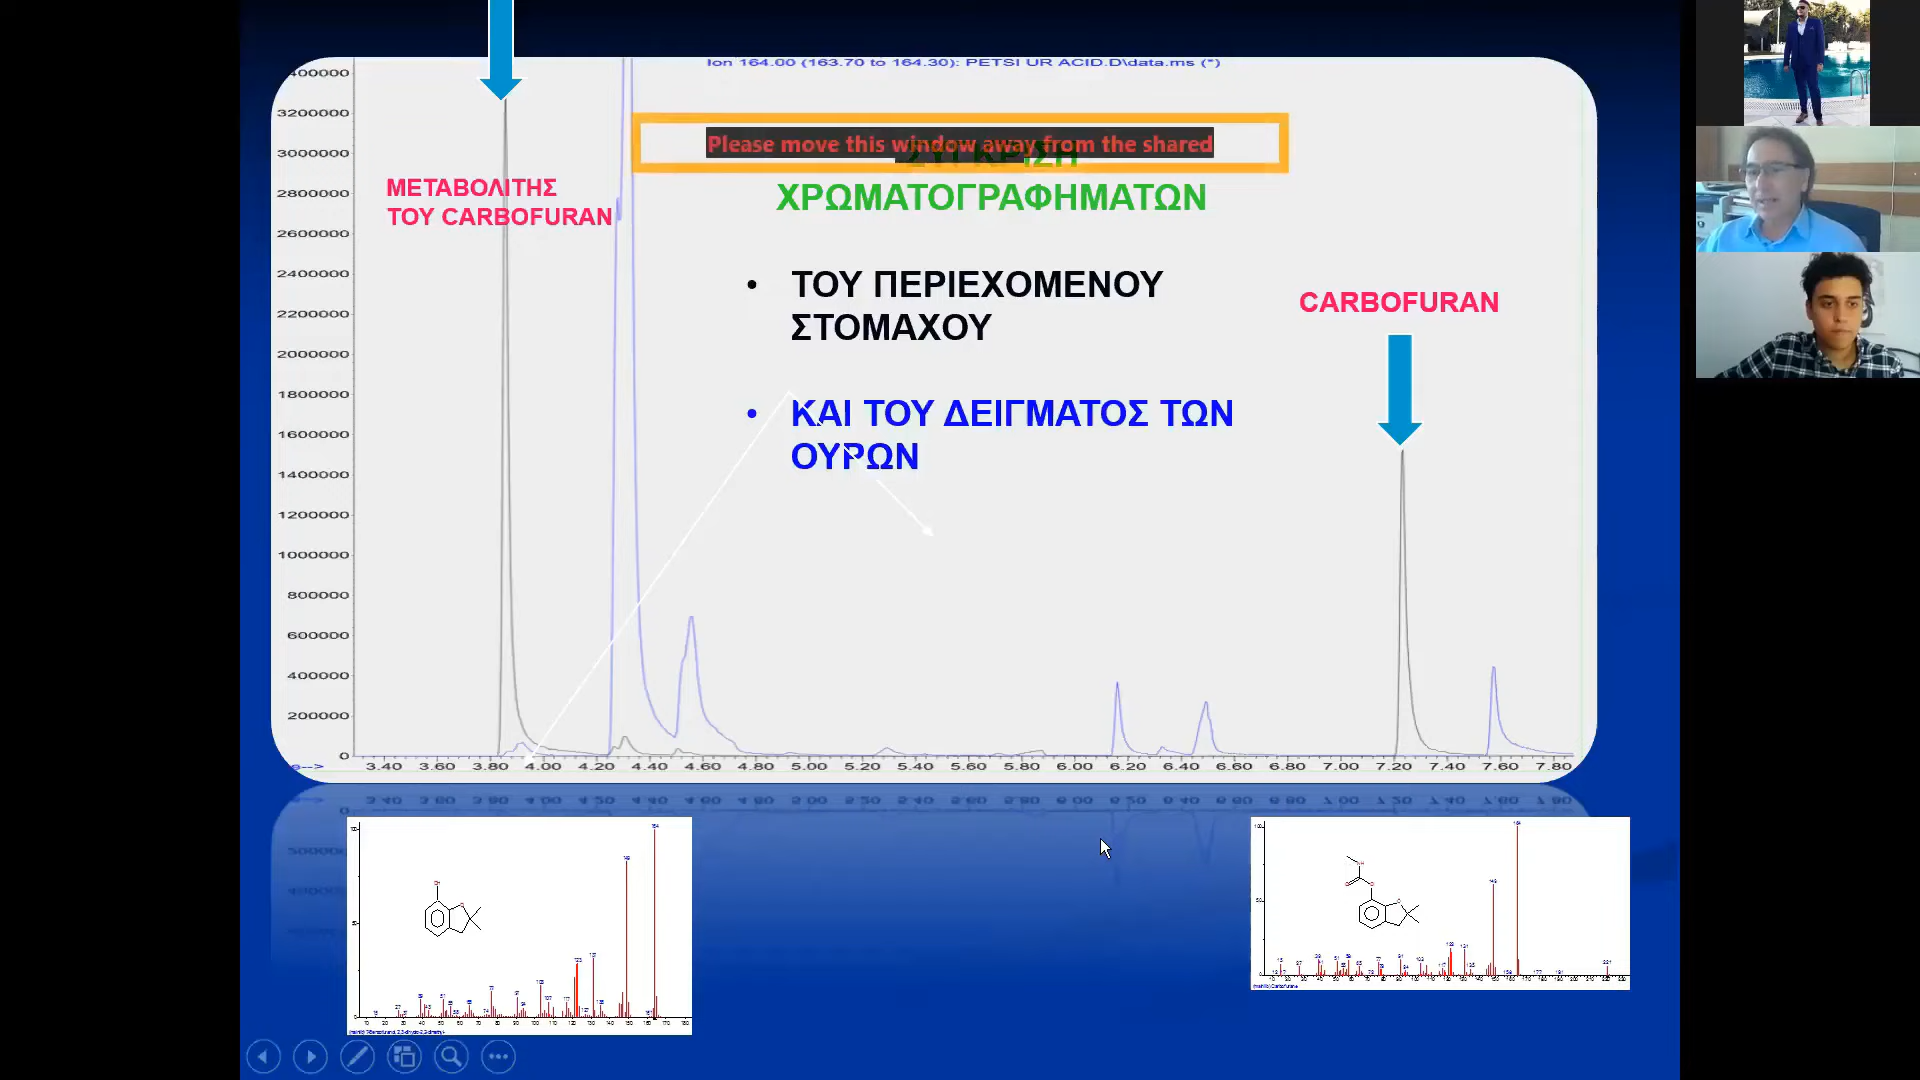 Ion 164.00 (163.70 to 164.30): PETSI UR ACID.D\data.ms (*)
Please move this window away from the shared
ΣΥΓΚΡΙΣΗ
ΧΡΩΜΑΤΟΓΡΑΦΗΜΑΤΩΝ
ΜΕΤΑΒΟΛΙΤΗΣ
ΤΟΥ CARBOFURAN
• ΤΟΥ ΠΕΡΙΕΧΟΜΕΝΟΥ
ΣΤΟΜΑΧΟΥ
CARBOFURAN
• ΚΑΙ ΤΟΥ ΔΕΙΓΜΑΤΟΣ ΤΩΝ
ΟΥΡΩΝ
3200000
3000000
2800000
2600000
2400000
2200000
2000000
1800000
1600000
1400000
1200000
1000000
800000
600000
400000
200000
0
3.40 3.60 3.80 4.00 4.20 4.40 4.60 4.80 5.00 5.20 5.40 5.60 5.80 6.00 6.20 6.40 6.60 6.80 7.00 7.20 7.40 7.60 7.80